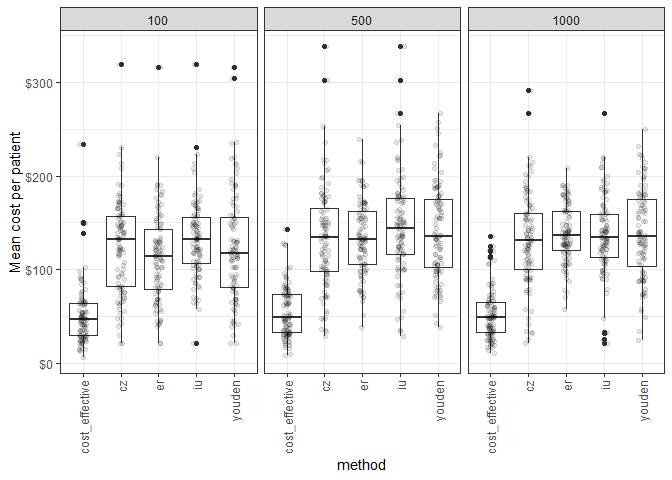 100 500 1000
Mean cost per patient
$300
$200
$100
$0
cost_effective cz er iu youden cost_effective cz er iu youden cost_effective cz er iu youden
method